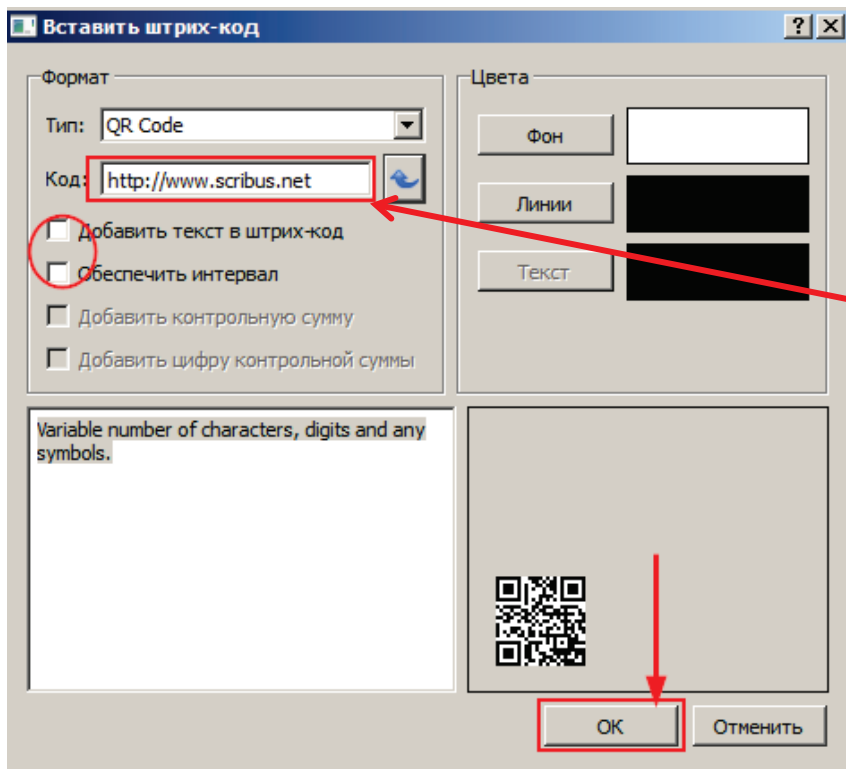 Вставить штрих-код
Формат
Тип: QR Code
Код: http://www.scribus.net
Добавить текст в штрих-код
Обеспечить интервал
Добавить контрольную сумму
Добавить цифру контрольной суммы
Цвета
Фон
Линии
Текст
Variable number of characters, digits and any
symbols.
OK
Отменить